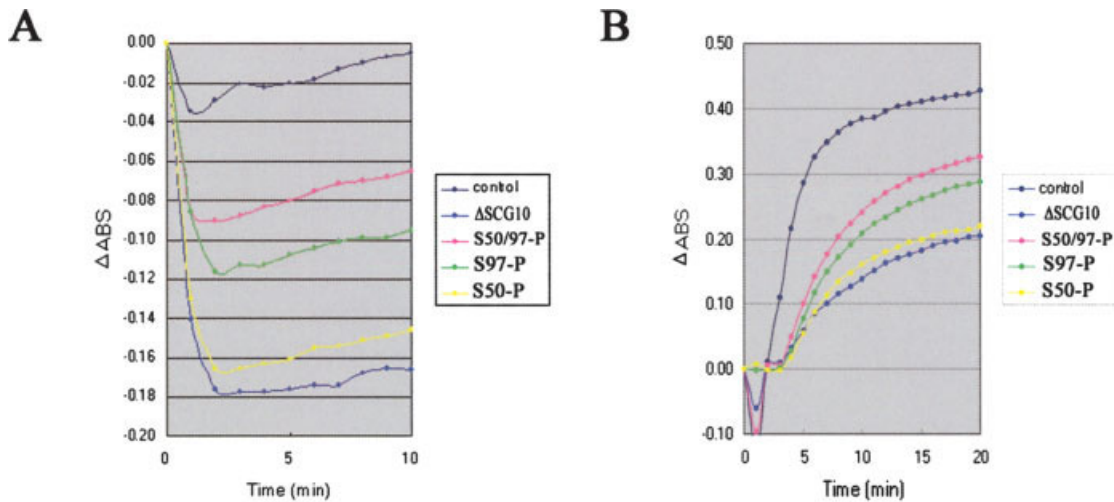 A
0.00
-0.02
-0.04
-0.06
-0.08
-0.10
-0.12
-0.14
-0.16
-0.18
-0.20
ΔΔABS
0 5 10
Time (min)
control
ΔSCG10
S50/97-P
S97-P
S50-P
B
0.50
0.40
0.30
0.20
0.10
0.00
-0.10
ΔΔABS
0 5 10 15 20
Time (min)
control
ΔSCG10
S50/97-P
S97-P
S50-P